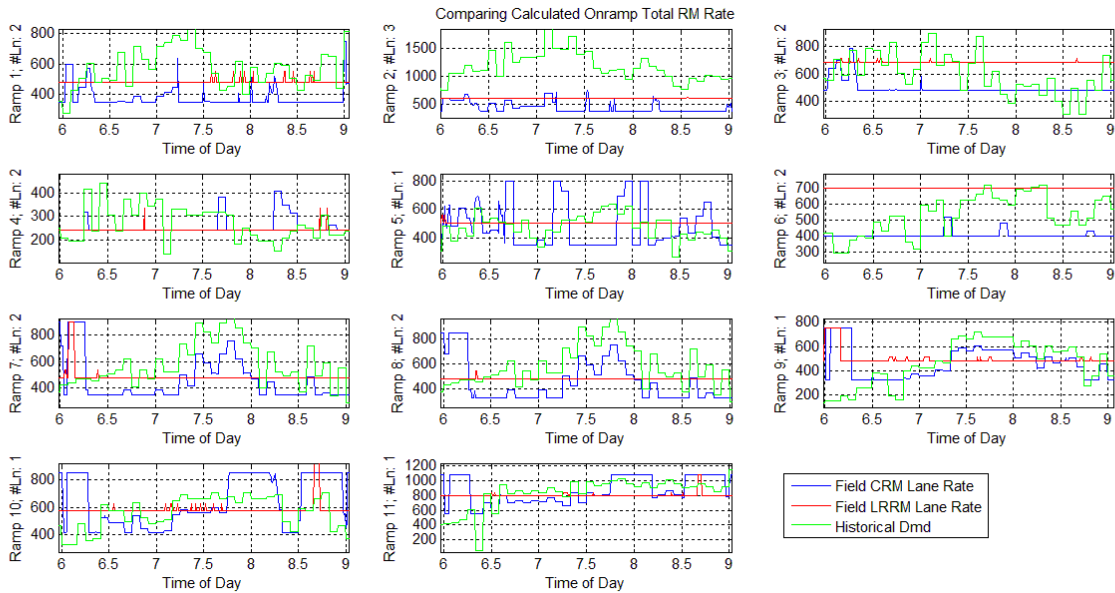 Comparing Calculated Onramp Total RM Rate
Ramp 1; #Ln: 2
800
600
400
6 6.5 7 7.5 8 8.5 9
Time of Day
Ramp 2; #Ln: 3
1500
1000
500
6 6.5 7 7.5 8 8.5 9
Time of Day
Ramp 3; #Ln: 2
800
600
400
6 6.5 7 7.5 8 8.5 9
Time of Day
Ramp 4; #Ln: 2
400
300
200
6 6.5 7 7.5 8 8.5 9
Time of Day
Ramp 5; #Ln: 1
800
600
400
6 6.5 7 7.5 8 8.5 9
Time of Day
Ramp 6; #Ln: 2
700
600
500
400
300
6 6.5 7 7.5 8 8.5 9
Time of Day
Ramp 7; #Ln: 2
800
600
400
6 6.5 7 7.5 8 8.5 9
Time of Day
Ramp 8; #Ln: 2
800
600
400
6 6.5 7 7.5 8 8.5 9
Time of Day
Ramp 9; #Ln: 1
800
600
400
200
6 6.5 7 7.5 8 8.5 9
Time of Day
Ramp 10; #Ln: 1
800
600
400
6 6.5 7 7.5 8 8.5 9
Time of Day
Ramp 11; #Ln: 1
1200
1000
800
600
400
200
6 6.5 7 7.5 8 8.5 9
Time of Day
Field CRM Lane Rate
Field LRRM Lane Rate
Historical Dmd